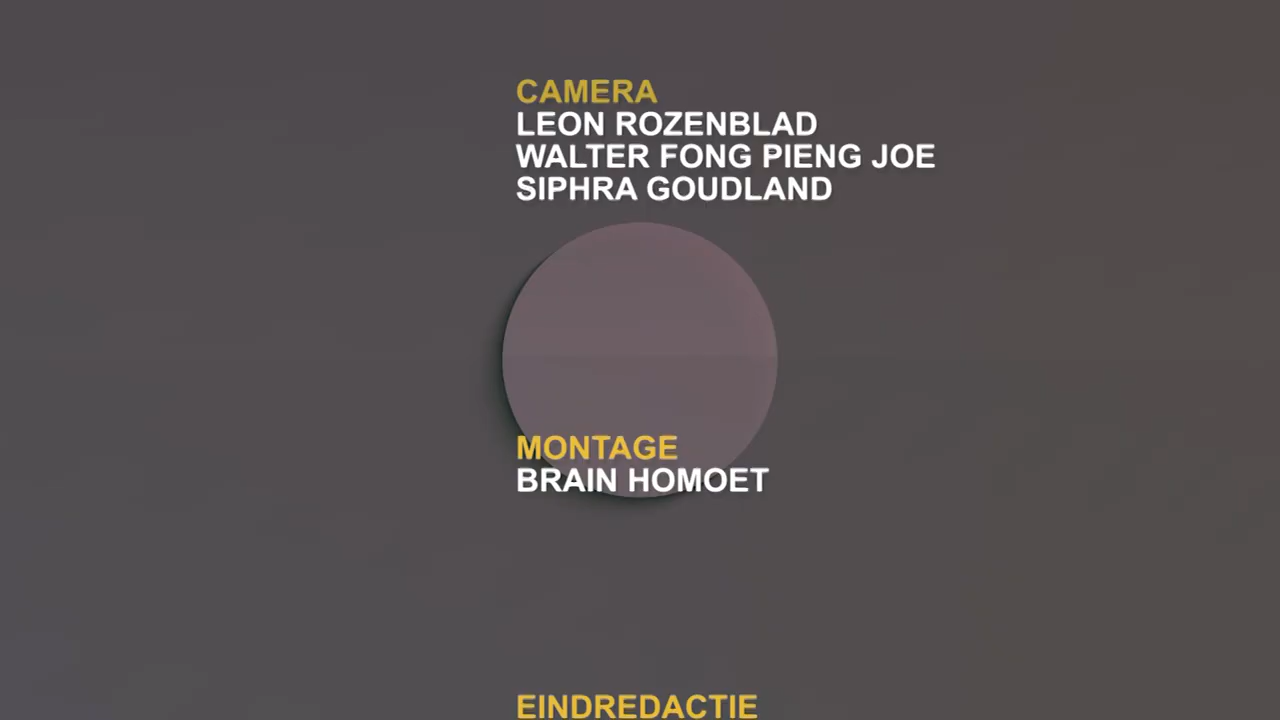 CAMERA
LEON ROZENBLAD
WALTER FONG PIENG JOE
SIPHRA GOUDLAND
MONTAGE
BRAIN HOMOET
EINDREDACTIE